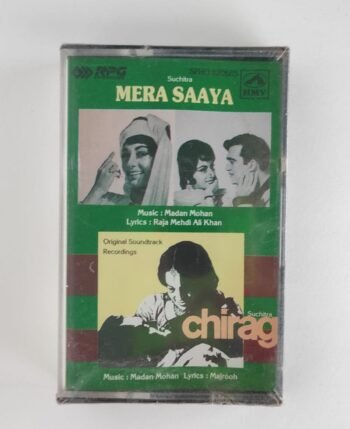 RPG
HMV
Suchitra
MERA SAAYA
Music : Madan Mohan
Lyrics : Raja Mehdi Ali Khan
Original Soundtrack
Recordings
Suchitra
chirag
Music : Madan Mohan Lyrics : Majrooh